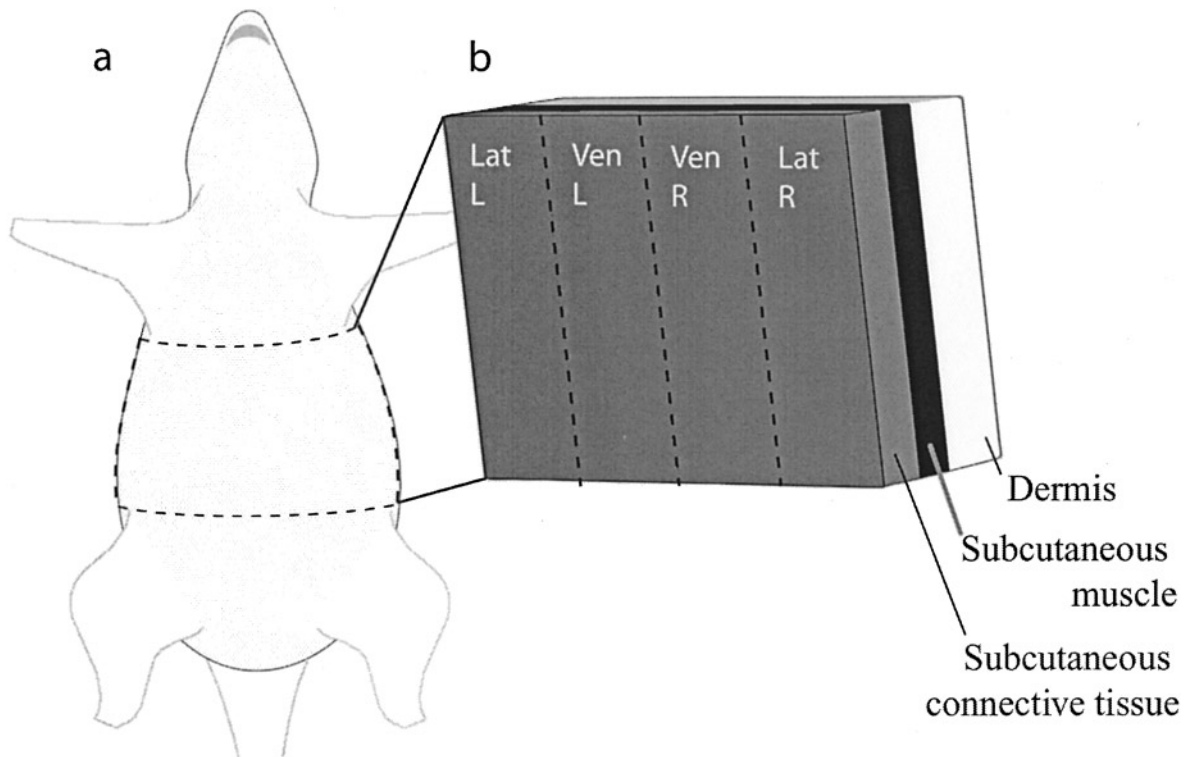 a
b
Lat
L
Ven
L
Ven
R
Lat
R
Dermis
Subcutaneous
muscle
Subcutaneous
connective tissue